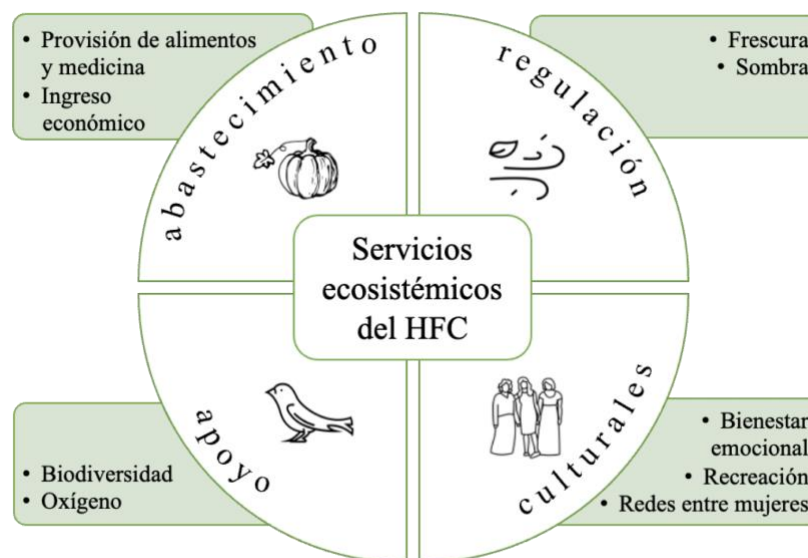 • Provisión de alimentos
y medicina
• Ingreso
económico
abastecimiento
regulación
• Frescura
• Sombra
Servicios
ecosistémicos
del HFC
• Biodiversidad
• Oxígeno
apoyo
culturales
• Bienestar
emocional
• Recreación
• Redes entre mujeres